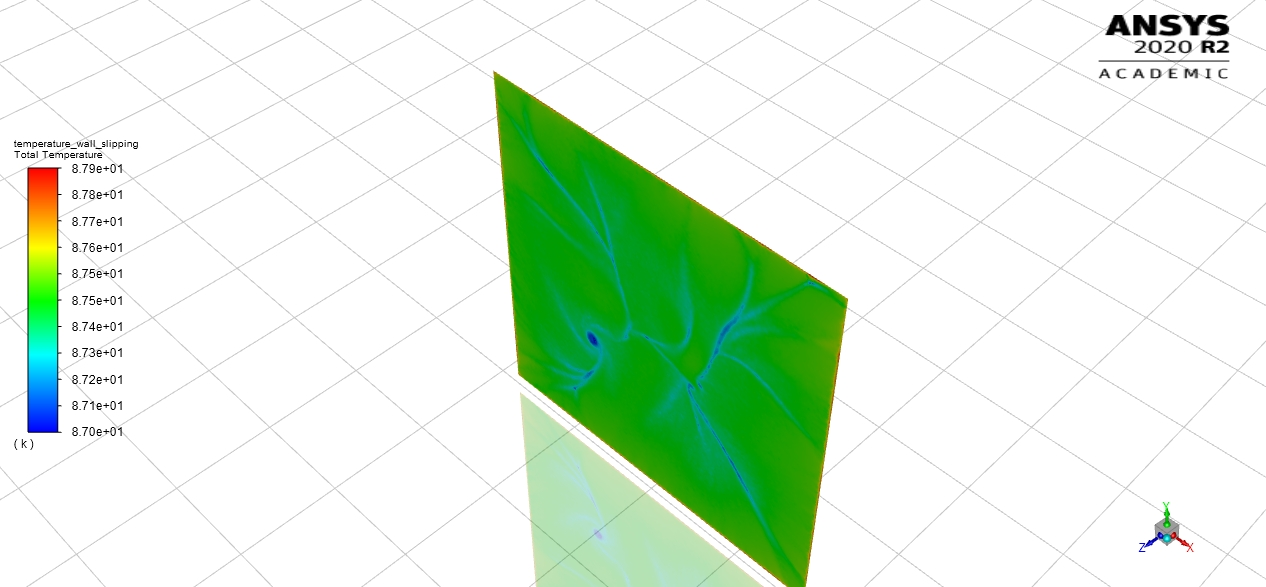 ANSYS
2020 R2
ACADEMIC
temperature_wall_slipping
Total Temperature
8.79e+01
8.78e+01
8.77e+01
8.76e+01
8.75e+01
8.75e+01
8.74e+01
8.73e+01
8.72e+01
8.71e+01
8.70e+01
( k )
Y
Z
X